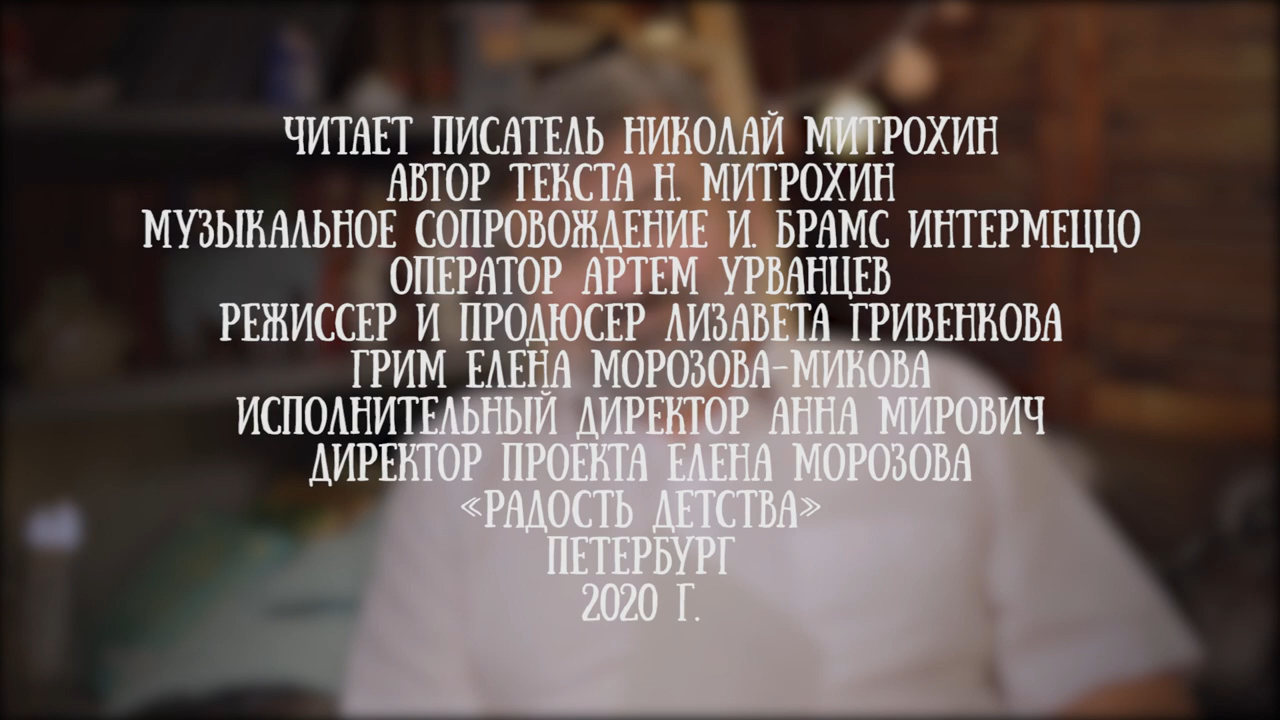 ЧИТАЕТ ПИСАТЕЛЬ НИКОЛАЙ МИТРОХИН
АВТОР ТЕКСТА Н. МИТРОХИН
МУЗЫКАЛЬНОЕ СОПРОВОЖДЕНИЕ И. БРАМС ИНТЕРМЕЦЦО
ОПЕРАТОР АРТЕМ УРВАНЦЕВ
РЕЖИССЕР И ПРОДЮСЕР ЛИЗАВЕТА ГРИВЕНКОВА
ГРИМ ЕЛЕНА МОРОЗОВА-МИКОВА
ИСПОЛНИТЕЛЬНЫЙ ДИРЕКТОР АННА МИРОВИЧ
ДИРЕКТОР ПРОЕКТА ЕЛЕНА МОРОЗОВА
«РАДОСТЬ ДЕТСТВА»
ПЕТЕРБУРГ
2020 Г.